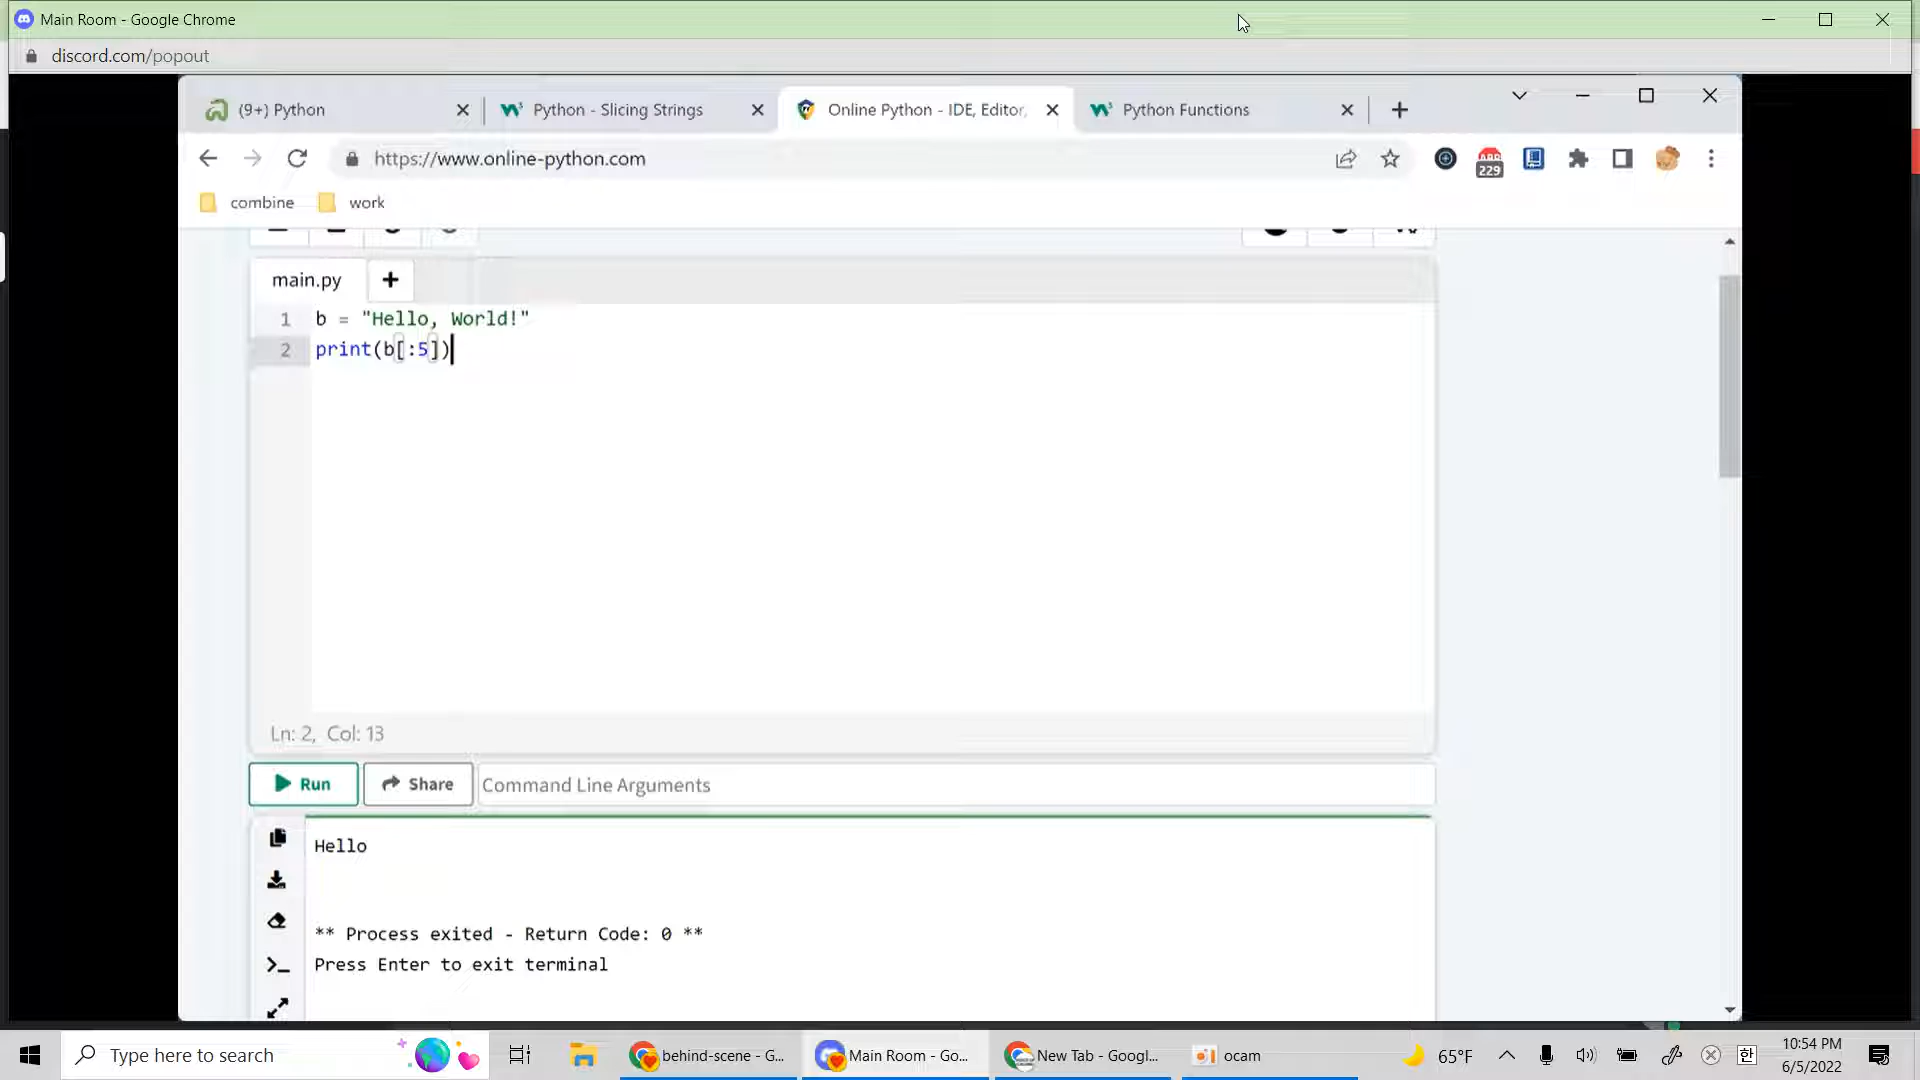 Main Room - Google Chrome
discord.com/popout
(9+) Python
Python - Slicing Strings
Online Python - IDE, Editor,
Python Functions
https://www.online-python.com
229
combine
work
main.py
1 b = "Hello, World!"
2 print(b[:5])
Ln: 2, Col: 13
Run
Share
Command Line Arguments
Hello
** Process exited - Return Code: 0 **
Press Enter to exit terminal
Type here to search
behind-scene - G...
Main Room - Go...
New Tab - Googl...
ocam
65°F
한
10:54 PM
6/5/2022